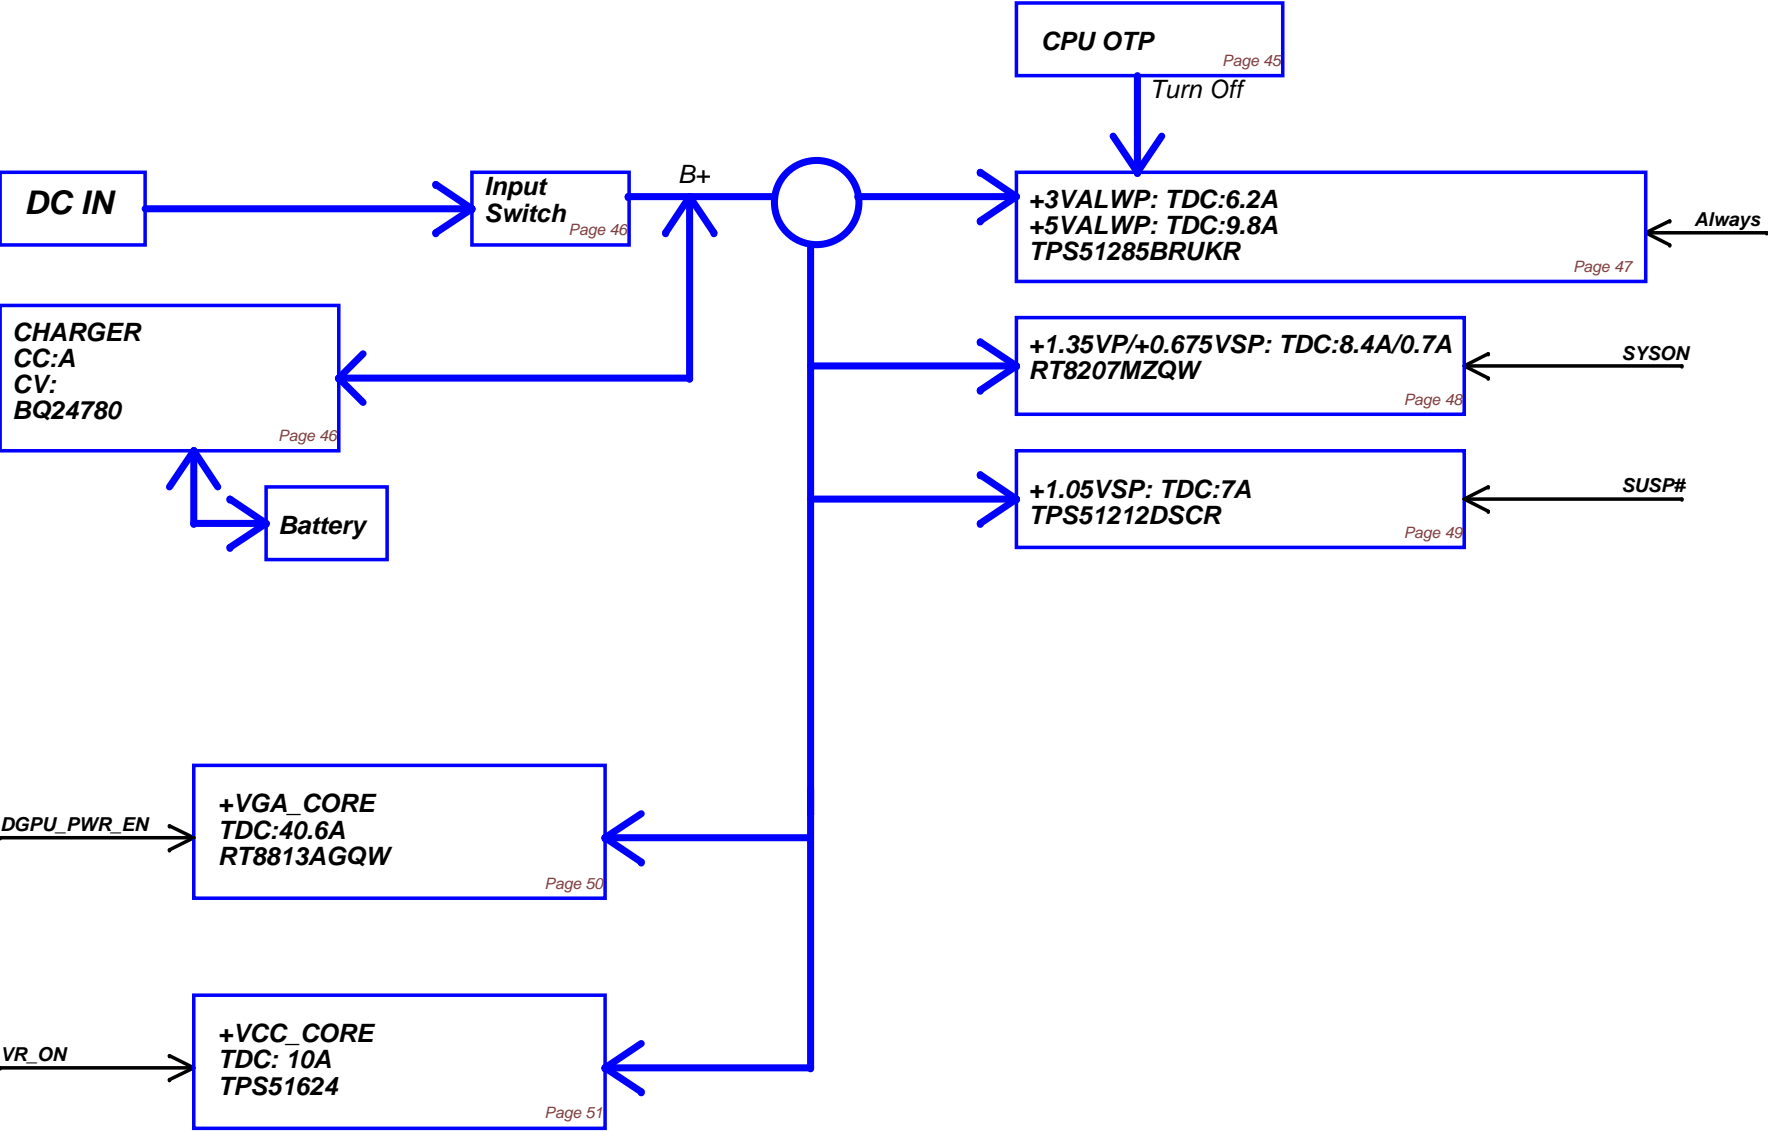 CPU OTP
Page 45
Turn Off
DC IN
Input
Switch
Page 46
B+
+3VALWP: TDC:6.2A
+5VALWP: TDC:9.8A
TPS51285BRUKR
Page 47
Always
CHARGER
CC:A
CV:
BQ24780
Page 46
+1.35VP/+0.675VSP: TDC:8.4A/0.7A
RT8207MZQW
Page 48
SYSON
Battery
+1.05VSP: TDC:7A
TPS51212DSCR
Page 49
SUSP#
DGPU_PWR_EN
+VGA_CORE
TDC:40.6A
RT8813AGQW
Page 50
VR_ON
+VCC_CORE
TDC: 10A
TPS51624
Page 51